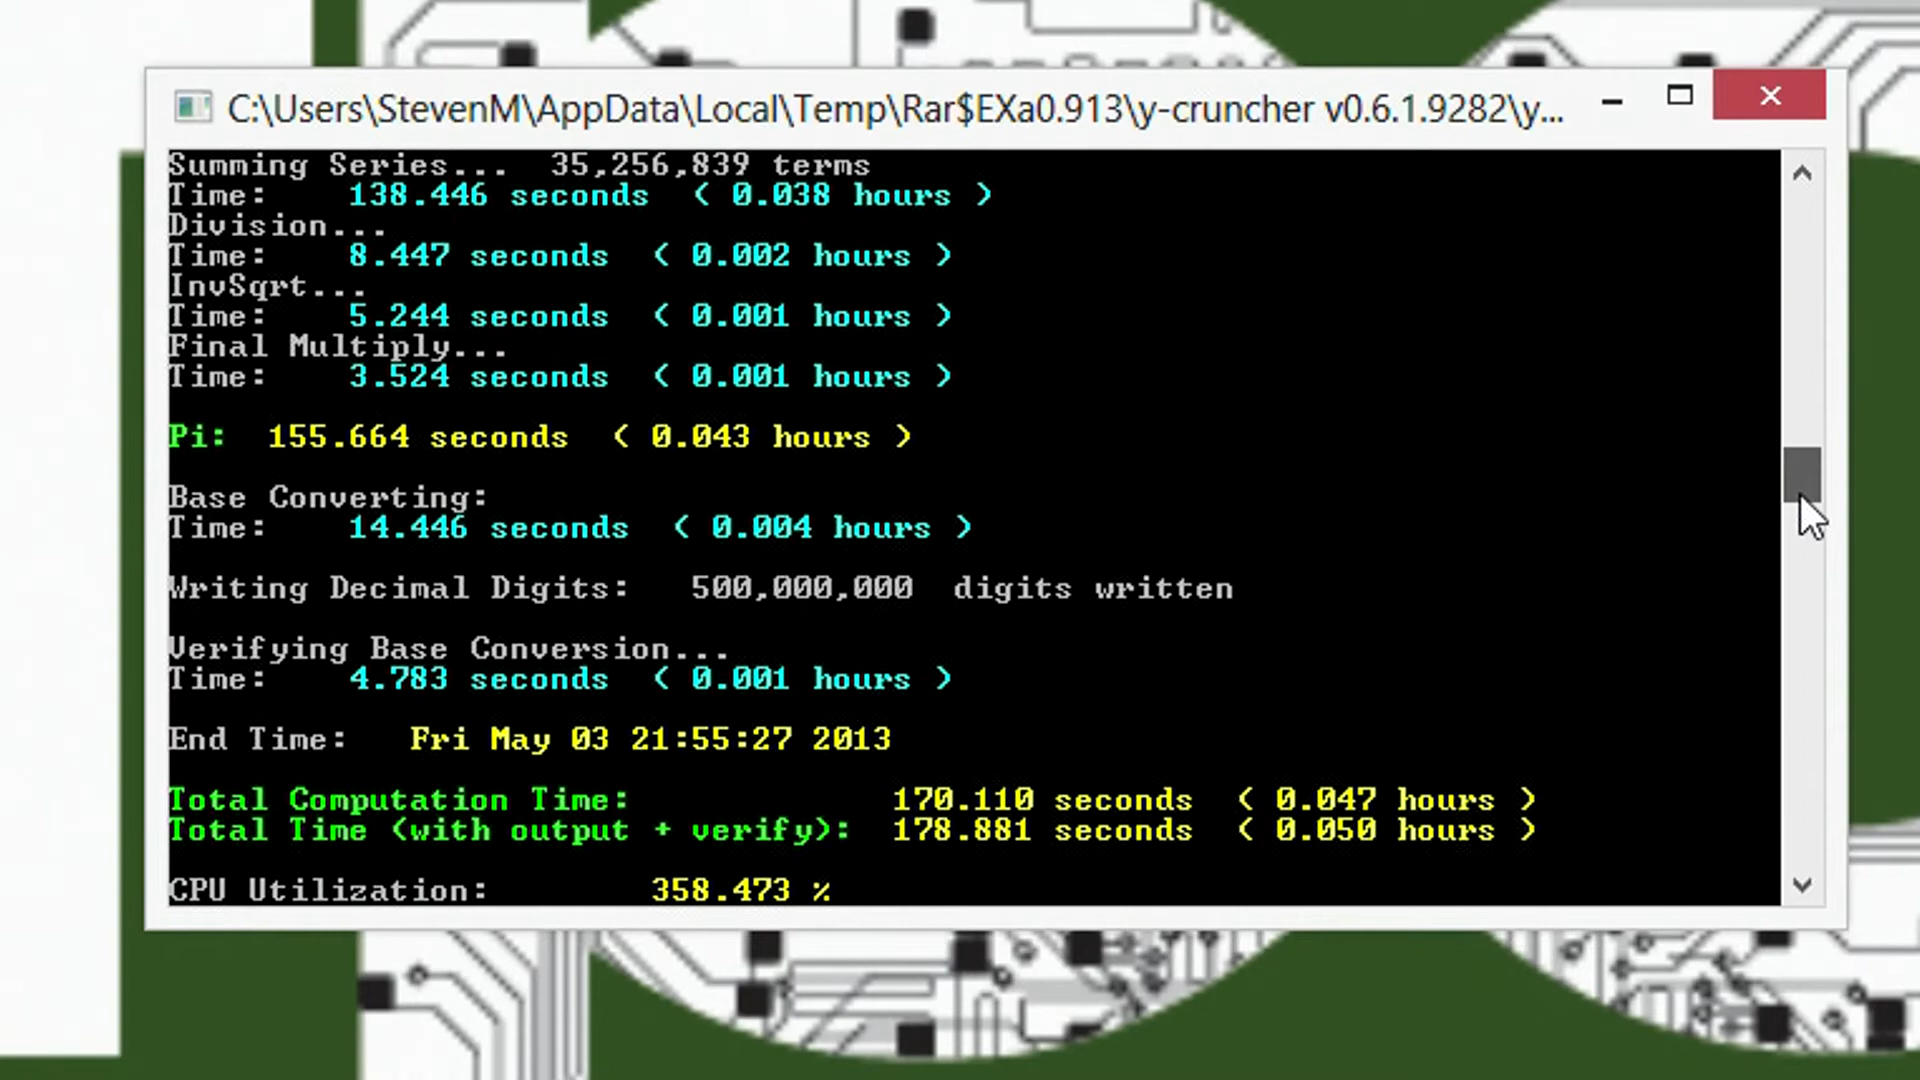 C:\Users\StevenM\AppData\Local\Temp\Rar$EXa0.913\y-cruncher v0.6.1.9282\y...
Summing Series... 35,256,839 terms
Time: 138.446 seconds ( 0.038 hours )
Division...
Time: 8.447 seconds ( 0.002 hours )
InvSqrt...
Time: 5.244 seconds ( 0.001 hours )
Final Multiply...
Time: 3.524 seconds ( 0.001 hours )
Pi: 155.664 seconds ( 0.043 hours )
Base Converting:
Time: 14.446 seconds ( 0.004 hours )
Writing Decimal Digits: 500,000,000 digits written
Verifying Base Conversion...
Time: 4.783 seconds ( 0.001 hours )
End Time: Fri May 03 21:55:27 2013
Total Computation Time: 170.110 seconds ( 0.047 hours )
Total Time (with output + verify): 178.881 seconds ( 0.050 hours )
CPU Utilization: 358.473 %